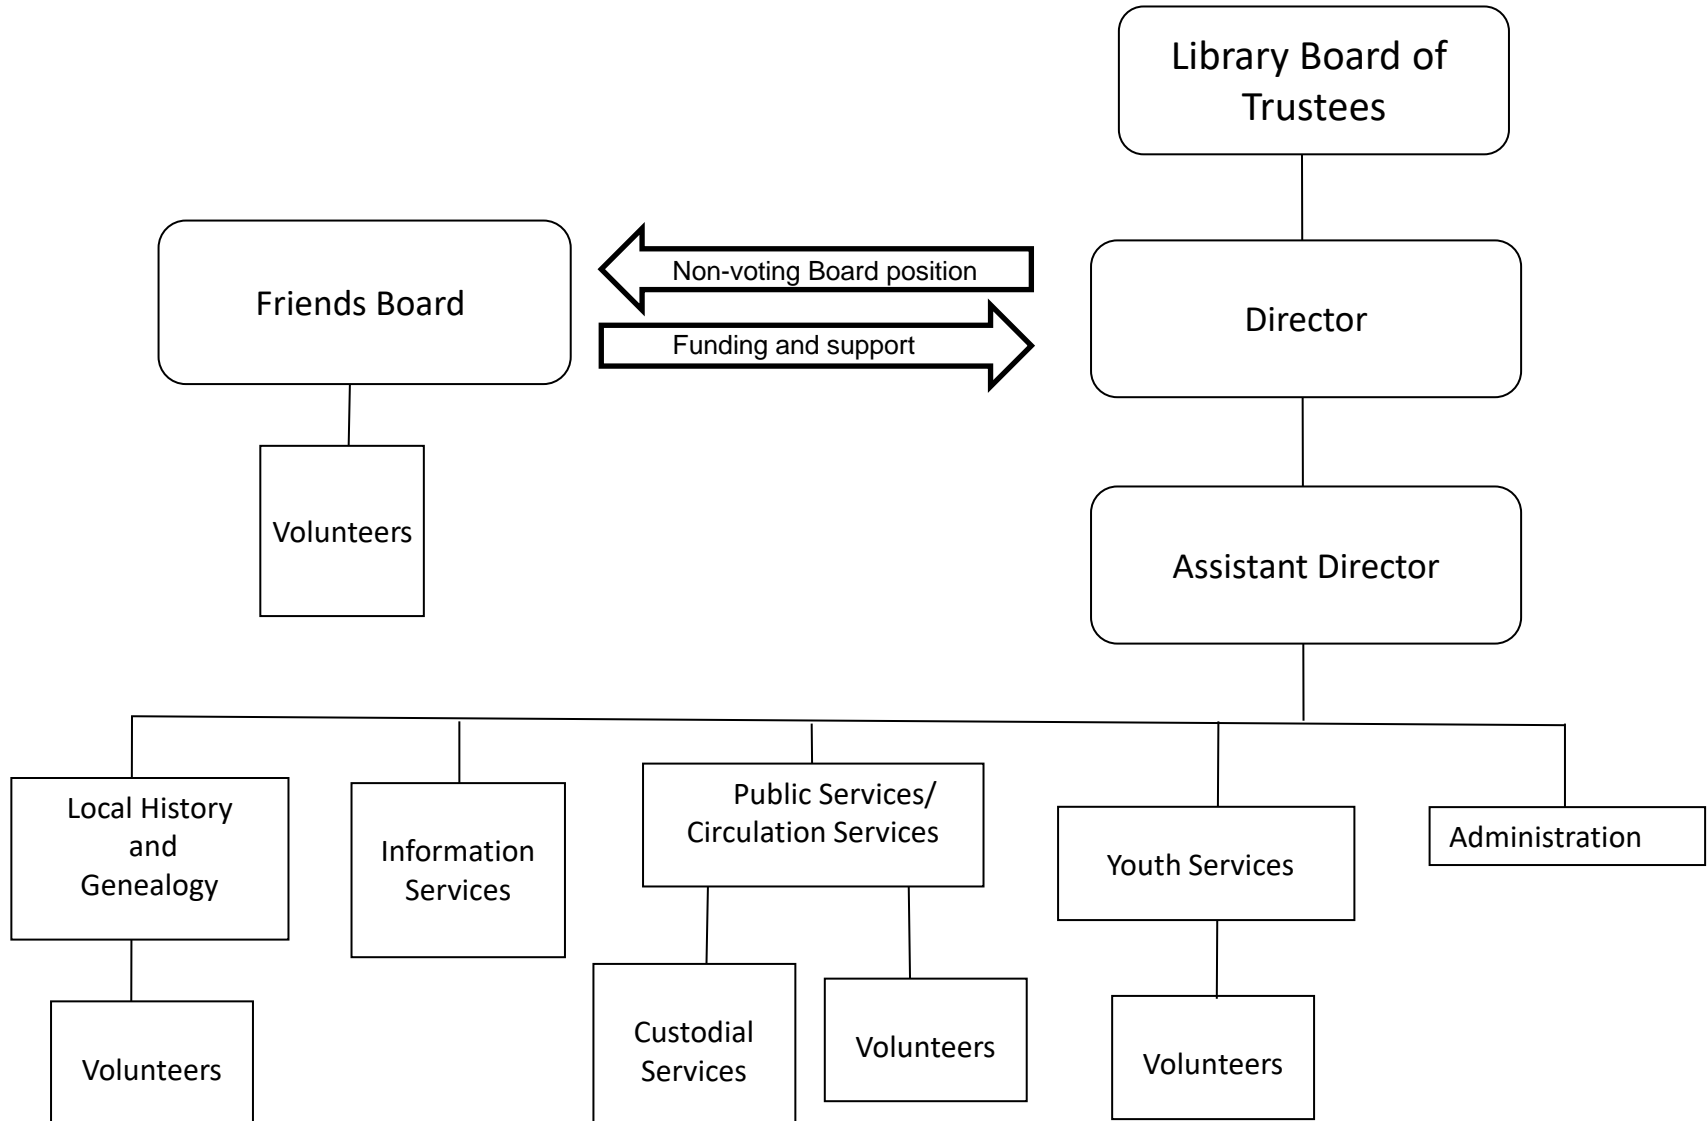 Library Board of
Trustees
Non-voting Board position
Friends Board
Director
Funding and support
Volunteers
Assistant Director
Local History
and
Genealogy
Information
Services
Public Services/
Circulation Services
Youth Services
Administration
Volunteers
Custodial
Services
Volunteers
Volunteers